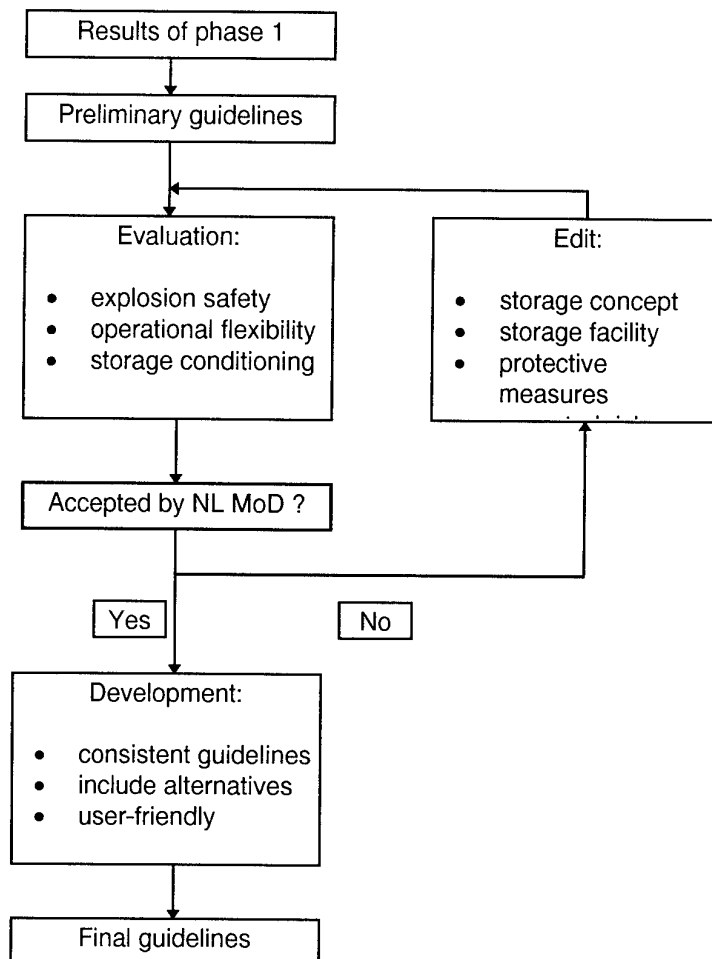 Results of phase 1
Preliminary guidelines
Evaluation:
• explosion safety
• operational flexibility
• storage conditioning
Edit:
• storage concept
• storage facility
• protective
measures
. . . .
Accepted by NL MoD ?
Yes
No
Development:
• consistent guidelines
• include alternatives
• user-friendly
Final guidelines